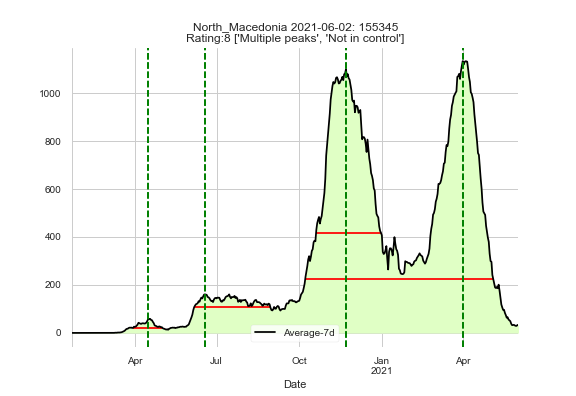 North_Macedonia 2021-06-02: 155345
Rating:8 ['Multiple peaks', 'Not in control']
1000
800
600
400
200
0
Average-7d
Apr Jul Oct Jan Apr
2021
Date